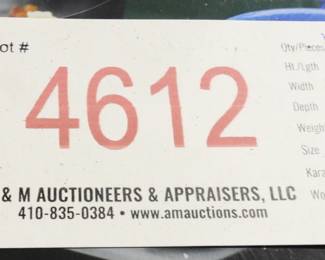 ot #
4612
& M AUCTIONEERS & APPRAISERS, LLC
410-835-0384 • www.amauctions.com
Qty/Pieces
Ht./Lgth
Width
Depth
Weigh
Size
Kara
Wo